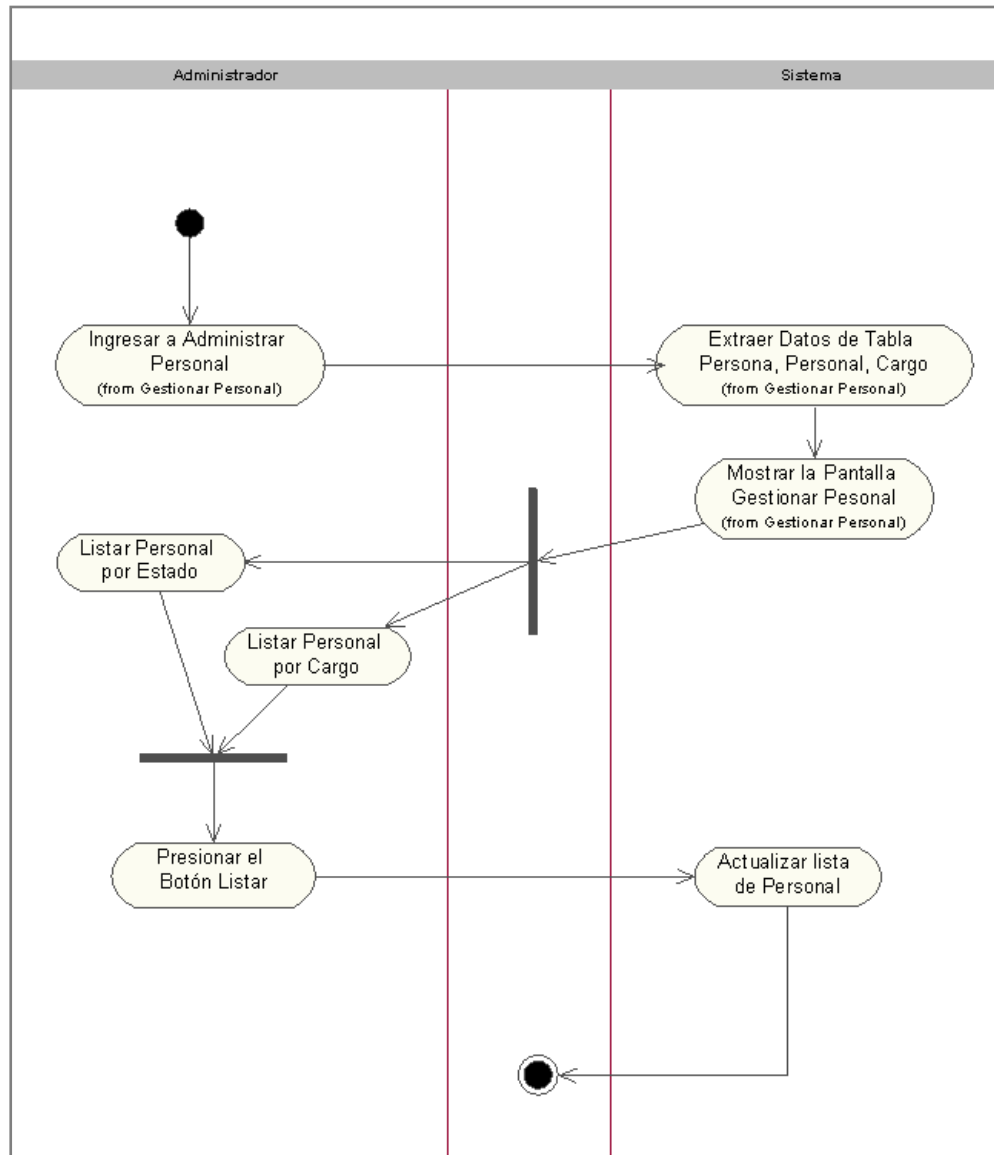 Administrador
Sistema
Ingresar a Administrar
Personal
(from Gestionar Personal)
Extraer Datos de Tabla
Persona, Personal, Cargo
(from Gestionar Personal)
Mostrar la Pantalla
Gestionar Pesonal
(from Gestionar Personal)
Listar Personal
por Estado
Listar Personal
por Cargo
Presionar el
Botón Listar
Actualizar lista
de Personal